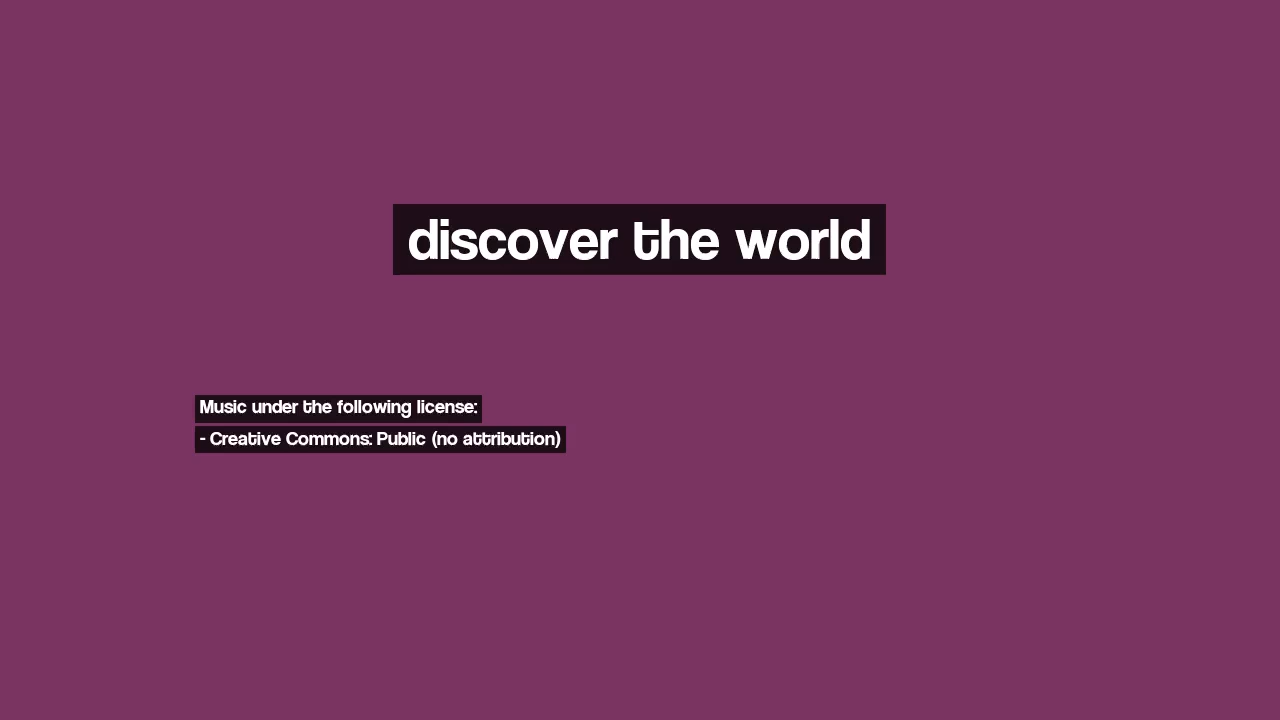 discover the world
Music under the following license:
- Creative Commons: Public (no attribution)